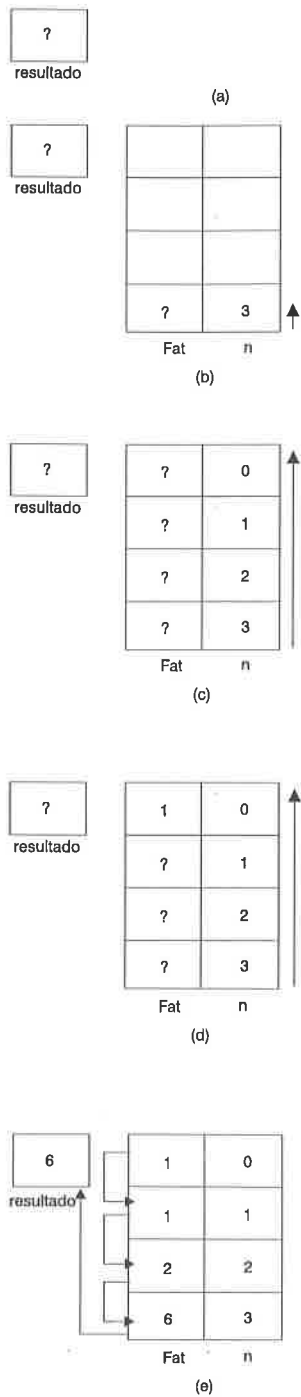 ?
resultado
(a)
?
resultado
? 3
Fat n
(b)
?
resultado
? 0
? 1
? 2
? 3
Fat n
(c)
?
resultado
1 0
? 1
? 2
? 3
Fat n
(d)
6
resultado
1 0
1 1
2 2
6 3
Fat n
(e)